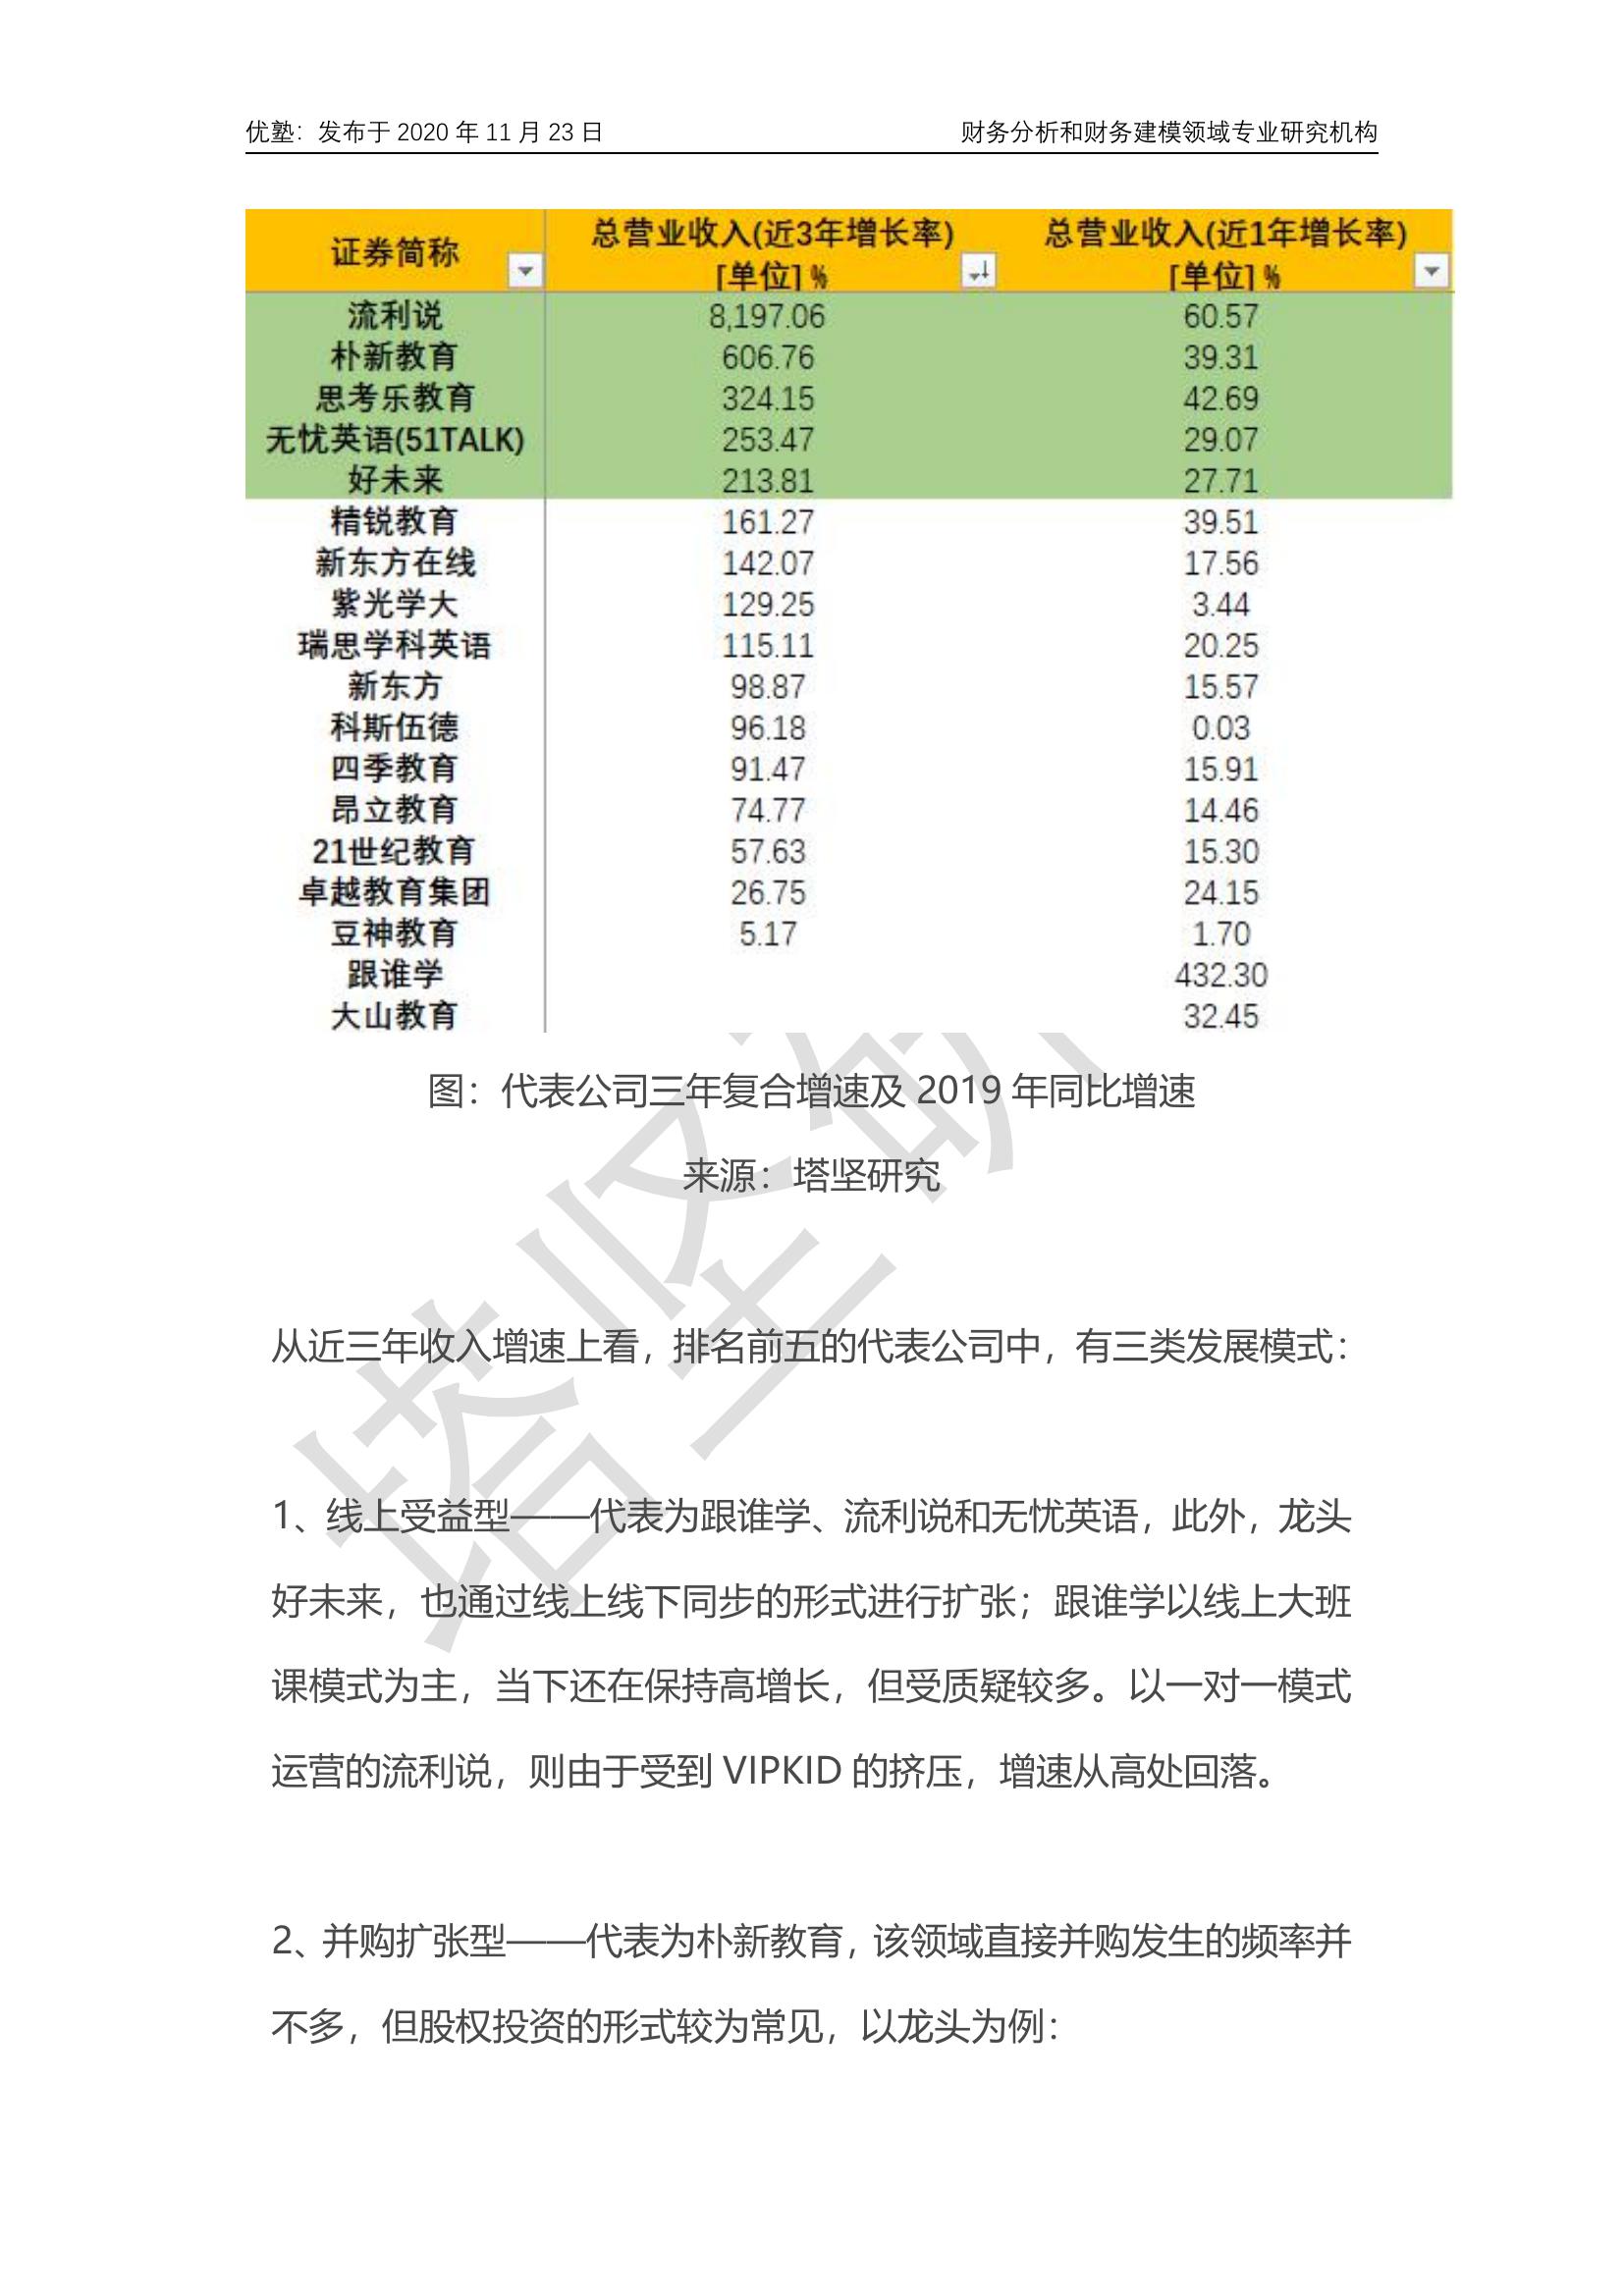 优塾：发布于 2020 年 11 月 23 日 财务分析和财务建模领域专业研究机构
证券简称 总营业收入(近3年增长率) [单位] % 总营业收入(近1年增长率) [单位] %
流利说 8,197.06 60.57
朴新教育 606.76 39.31
思考乐教育 324.15 42.69
无忧英语(51TALK) 253.47 29.07
好未来 213.81 27.71
精锐教育 161.27 39.51
新东方在线 142.07 17.56
紫光学大 129.25 3.44
瑞思学科英语 115.11 20.25
新东方 98.87 15.57
科斯伍德 96.18 0.03
四季教育 91.47 15.91
昂立教育 74.77 14.46
21世纪教育 57.63 15.30
卓越教育集团 26.75 24.15
豆神教育 5.17 1.70
跟谁学 432.30
大山教育 32.45
图：代表公司三年复合增速及 2019 年同比增速
来源：塔坚研究
从近三年收入增速上看，排名前五的代表公司中，有三类发展模式：
1、线上受益型——代表为跟谁学、流利说和无忧英语，此外，龙头
好未来，也通过线上线下同步的形式进行扩张；跟谁学以线上大班
课模式为主，当下还在保持高增长，但受质疑较多。以一对一模式
运营的流利说，则由于受到 VIPKID 的挤压，增速从高处回落。
2、并购扩张型——代表为朴新教育，该领域直接并购发生的频率并
不多，但股权投资的形式较为常见，以龙头为例：
塔坚研